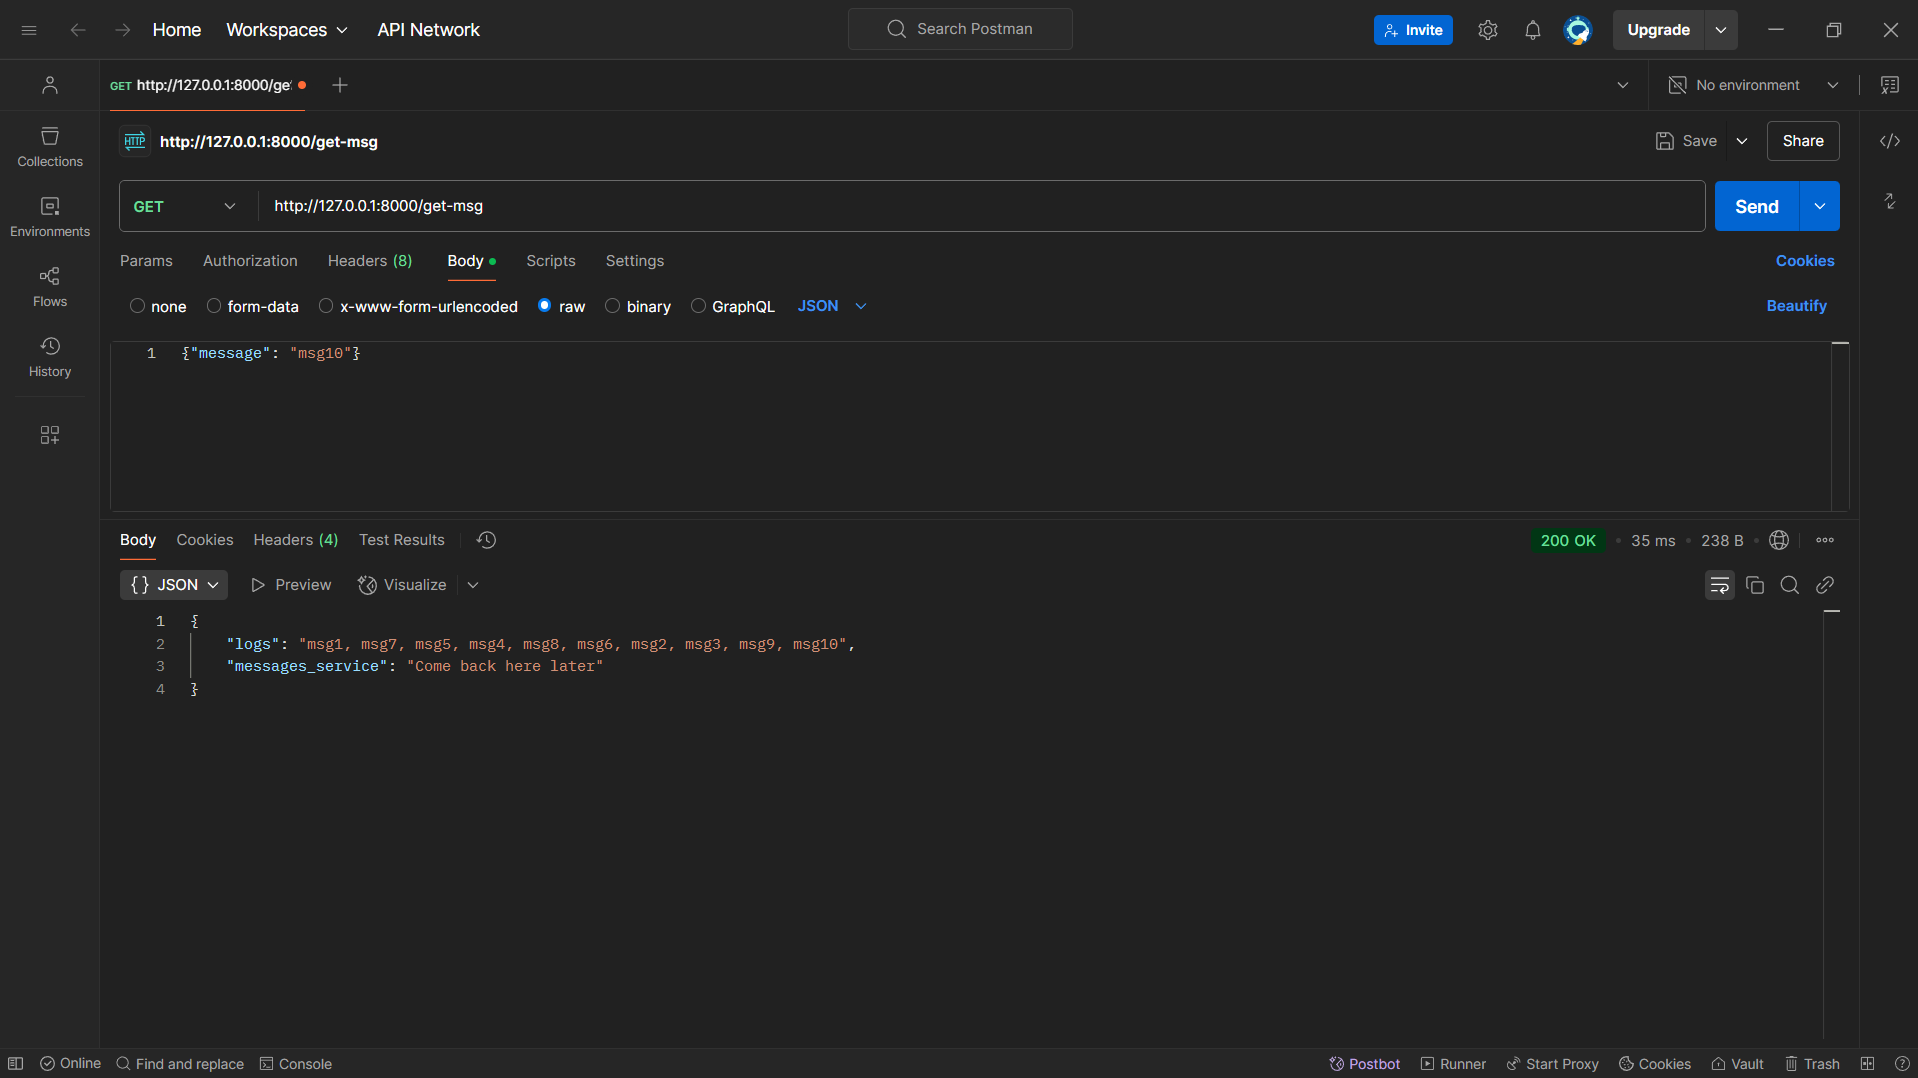 Home Workspaces API Network Search Postman Invite Upgrade
GET http://127.0.0.1:8000/get No environment
HTTP http://127.0.0.1:8000/get-msg Save Share
Collections
Environments
Flows
History
GET http://127.0.0.1:8000/get-msg Send
Params Authorization Headers (8) Body Scripts Settings Cookies
none form-data x-www-form-urlencoded raw binary GraphQL JSON Beautify
1 {"message": "msg10"}
Body Cookies Headers (4) Test Results 200 OK 35 ms 238 B
{} JSON Preview Visualize
1 {
2 "logs": "msg1, msg7, msg5, msg4, msg8, msg6, msg2, msg3, msg9, msg10",
3 "messages_service": "Come back here later"
4 }
Online Find and replace Console Postbot Runner Start Proxy Cookies Vault Trash